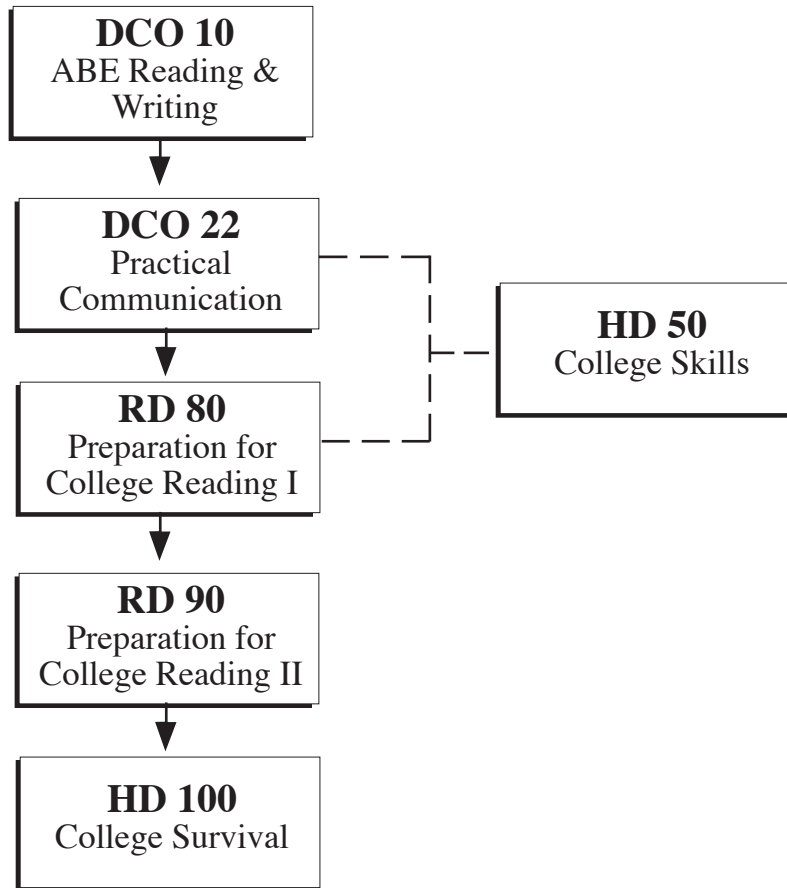 DCO 10
ABE Reading &
Writing
DCO 22
Practical
Communication
HD 50
College Skills
RD 80
Preparation for
College Reading I
RD 90
Preparation for
College Reading II
HD 100
College Survival